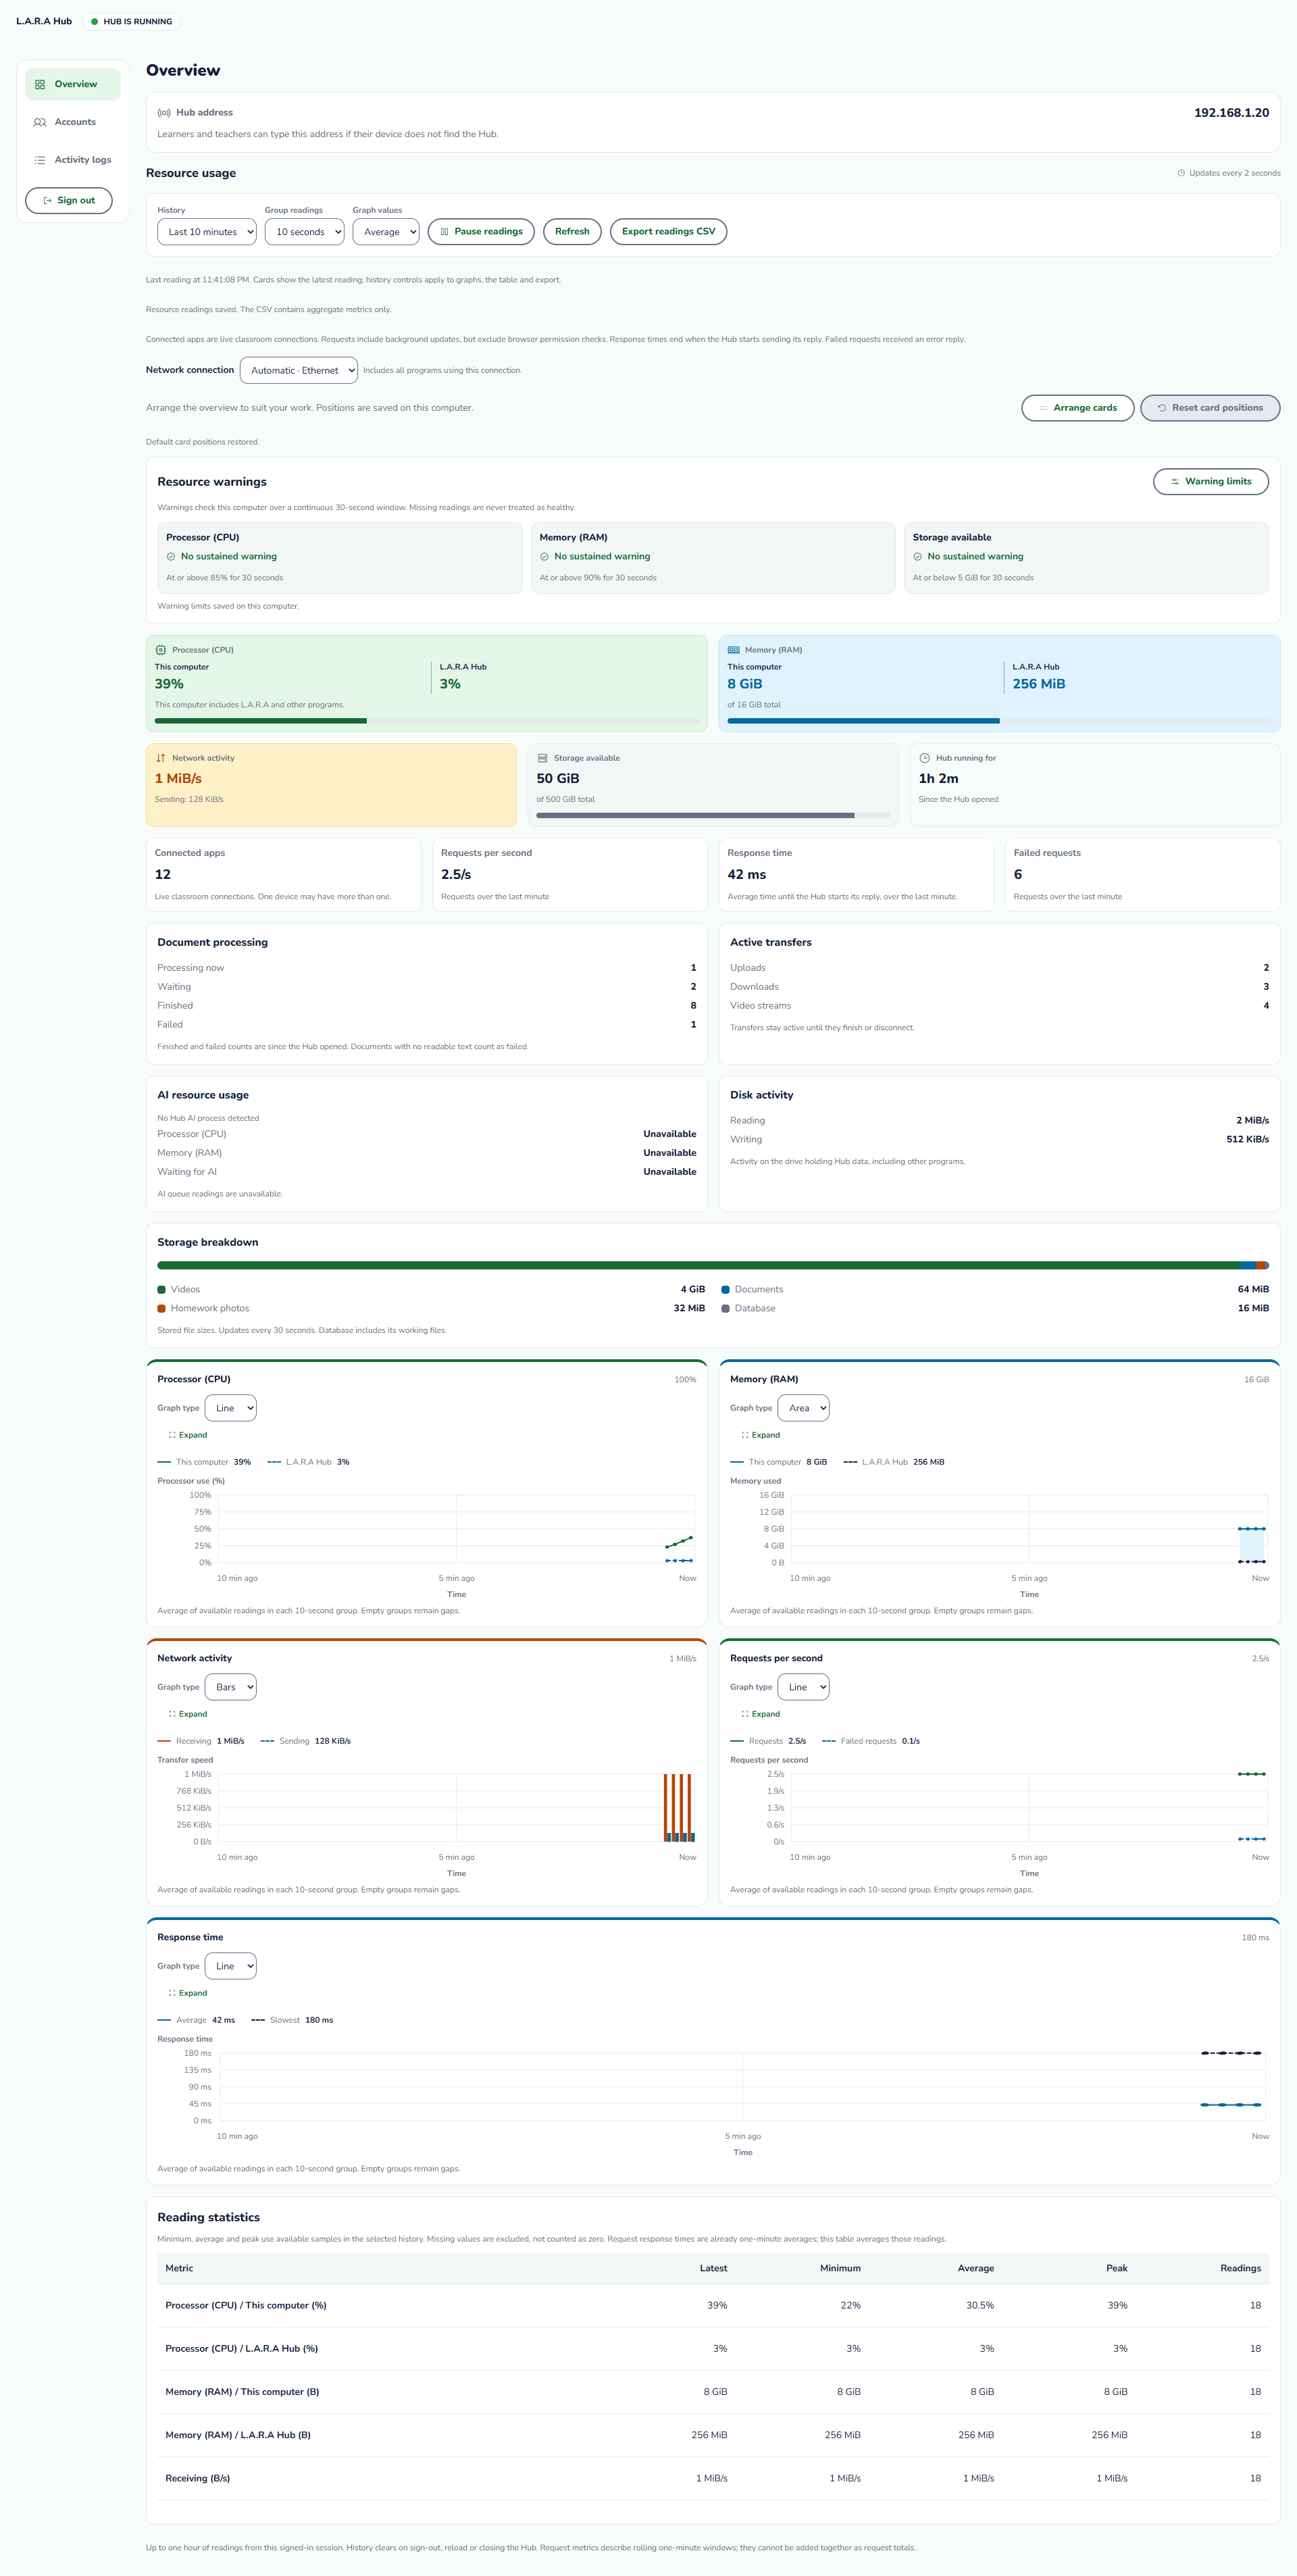 L.A.R.A Hub
HUB IS RUNNING
Overview
Accounts
Activity logs
Sign out
Overview
Hub address
192.168.1.20
Learners and teachers can type this address if their device does not find the Hub.
Resource usage
Updates every 2 seconds
History
Group readings
Graph values
Last 10 minutes
10 seconds
Average
Pause readings
Refresh
Export readings CSV
Last reading at 11:41:08 PM. Cards show the latest reading; history controls apply to graphs, the table and export.
Resource readings saved. The CSV contains aggregate metrics only.
Connected apps are live classroom connections. Requests include background updates, but exclude browser permission checks. Response times end when the Hub starts sending its reply. Failed requests received an error reply.
Network connection
Automatic · Ethernet
Includes all programs using this connection.
Arrange the overview to suit your work. Positions are saved on this computer.
Arrange cards
Reset card positions
Default card positions restored.
Resource warnings
Warning limits
Warnings check this computer over a continuous 30-second window. Missing readings are never treated as healthy.
Processor (CPU)
No sustained warning
At or above 85% for 30 seconds
Memory (RAM)
No sustained warning
At or above 90% for 30 seconds
Storage available
No sustained warning
At or below 5 GiB for 30 seconds
Warning limits saved on this computer.
Processor (CPU)
This computer
39%
L.A.R.A Hub
3%
This computer includes L.A.R.A and other programs.
Memory (RAM)
This computer
8 GiB
L.A.R.A Hub
256 MiB
of 16 GiB total
Network activity
1 MiB/s
Sending: 128 KiB/s
Storage available
50 GiB
of 500 GiB total
Hub running for
1h 2m
Since the Hub opened
Connected apps
12
Live classroom connections. One device may have more than one.
Requests per second
2.5/s
Requests over the last minute
Response time
42 ms
Average time until the Hub starts its reply, over the last minute.
Failed requests
6
Requests over the last minute
Document processing
Processing now 1
Waiting 2
Finished 8
Failed 1
Finished and failed counts are since the Hub opened. Documents with no readable text count as failed.
Active transfers
Uploads 2
Downloads 3
Video streams 4
Transfers stay active until they finish or disconnect.
AI resource usage
No Hub AI process detected
Processor (CPU) Unavailable
Memory (RAM) Unavailable
Waiting for AI Unavailable
AI queue readings are unavailable.
Disk activity
Reading 2 MiB/s
Writing 512 KiB/s
Activity on the drive holding Hub data, including other programs.
Storage breakdown
Videos 4 GiB
Documents 64 MiB
Homework photos 32 MiB
Database 16 MiB
Stored file sizes. Updates every 30 seconds. Database includes its working files.
Processor (CPU)
100%
Graph type
Line
Expand
This computer 39% L.A.R.A Hub 3%
Processor use (%)
100%
75%
50%
25%
0%
10 min ago
5 min ago
Now
Time
Average of available readings in each 10-second group. Empty groups remain gaps.
Memory (RAM)
16 GiB
Graph type
Area
Expand
This computer 8 GiB L.A.R.A Hub 256 MiB
Memory used
16 GiB
12 GiB
8 GiB
4 GiB
0 B
10 min ago
5 min ago
Now
Time
Average of available readings in each 10-second group. Empty groups remain gaps.
Network activity
1 MiB/s
Graph type
Bars
Expand
Receiving 1 MiB/s Sending 128 KiB/s
Transfer speed
1 MiB/s
768 KiB/s
512 KiB/s
256 KiB/s
0 B/s
10 min ago
5 min ago
Now
Time
Average of available readings in each 10-second group. Empty groups remain gaps.
Requests per second
2.5/s
Graph type
Line
Expand
Requests 2.5/s Failed requests 0.1/s
Requests per second
2.5/s
1.9/s
1.3/s
0.6/s
0/s
10 min ago
5 min ago
Now
Time
Average of available readings in each 10-second group. Empty groups remain gaps.
Response time
180 ms
Graph type
Line
Expand
Average 42 ms Slowest 180 ms
Response time
180 ms
135 ms
90 ms
45 ms
0 ms
10 min ago
5 min ago
Now
Time
Average of available readings in each 10-second group. Empty groups remain gaps.
Reading statistics
Minimum, average and peak use available samples in the selected history. Missing values are excluded, not counted as zero. Request response times are already one-minute averages; this table averages those readings.
Metric Latest Minimum Average Peak Readings
Processor (CPU) / This computer (%) 39% 22% 30.5% 39% 18
Processor (CPU) / L.A.R.A Hub (%) 3% 3% 3% 3% 18
Memory (RAM) / This computer (B) 8 GiB 8 GiB 8 GiB 8 GiB 18
Memory (RAM) / L.A.R.A Hub (B) 256 MiB 256 MiB 256 MiB 256 MiB 18
Receiving (B/s) 1 MiB/s 1 MiB/s 1 MiB/s 1 MiB/s 18
Up to one hour of readings from this signed-in session. History clears on sign-out, reload or closing the Hub. Request metrics describe rolling one-minute windows; they cannot be added together as request totals.